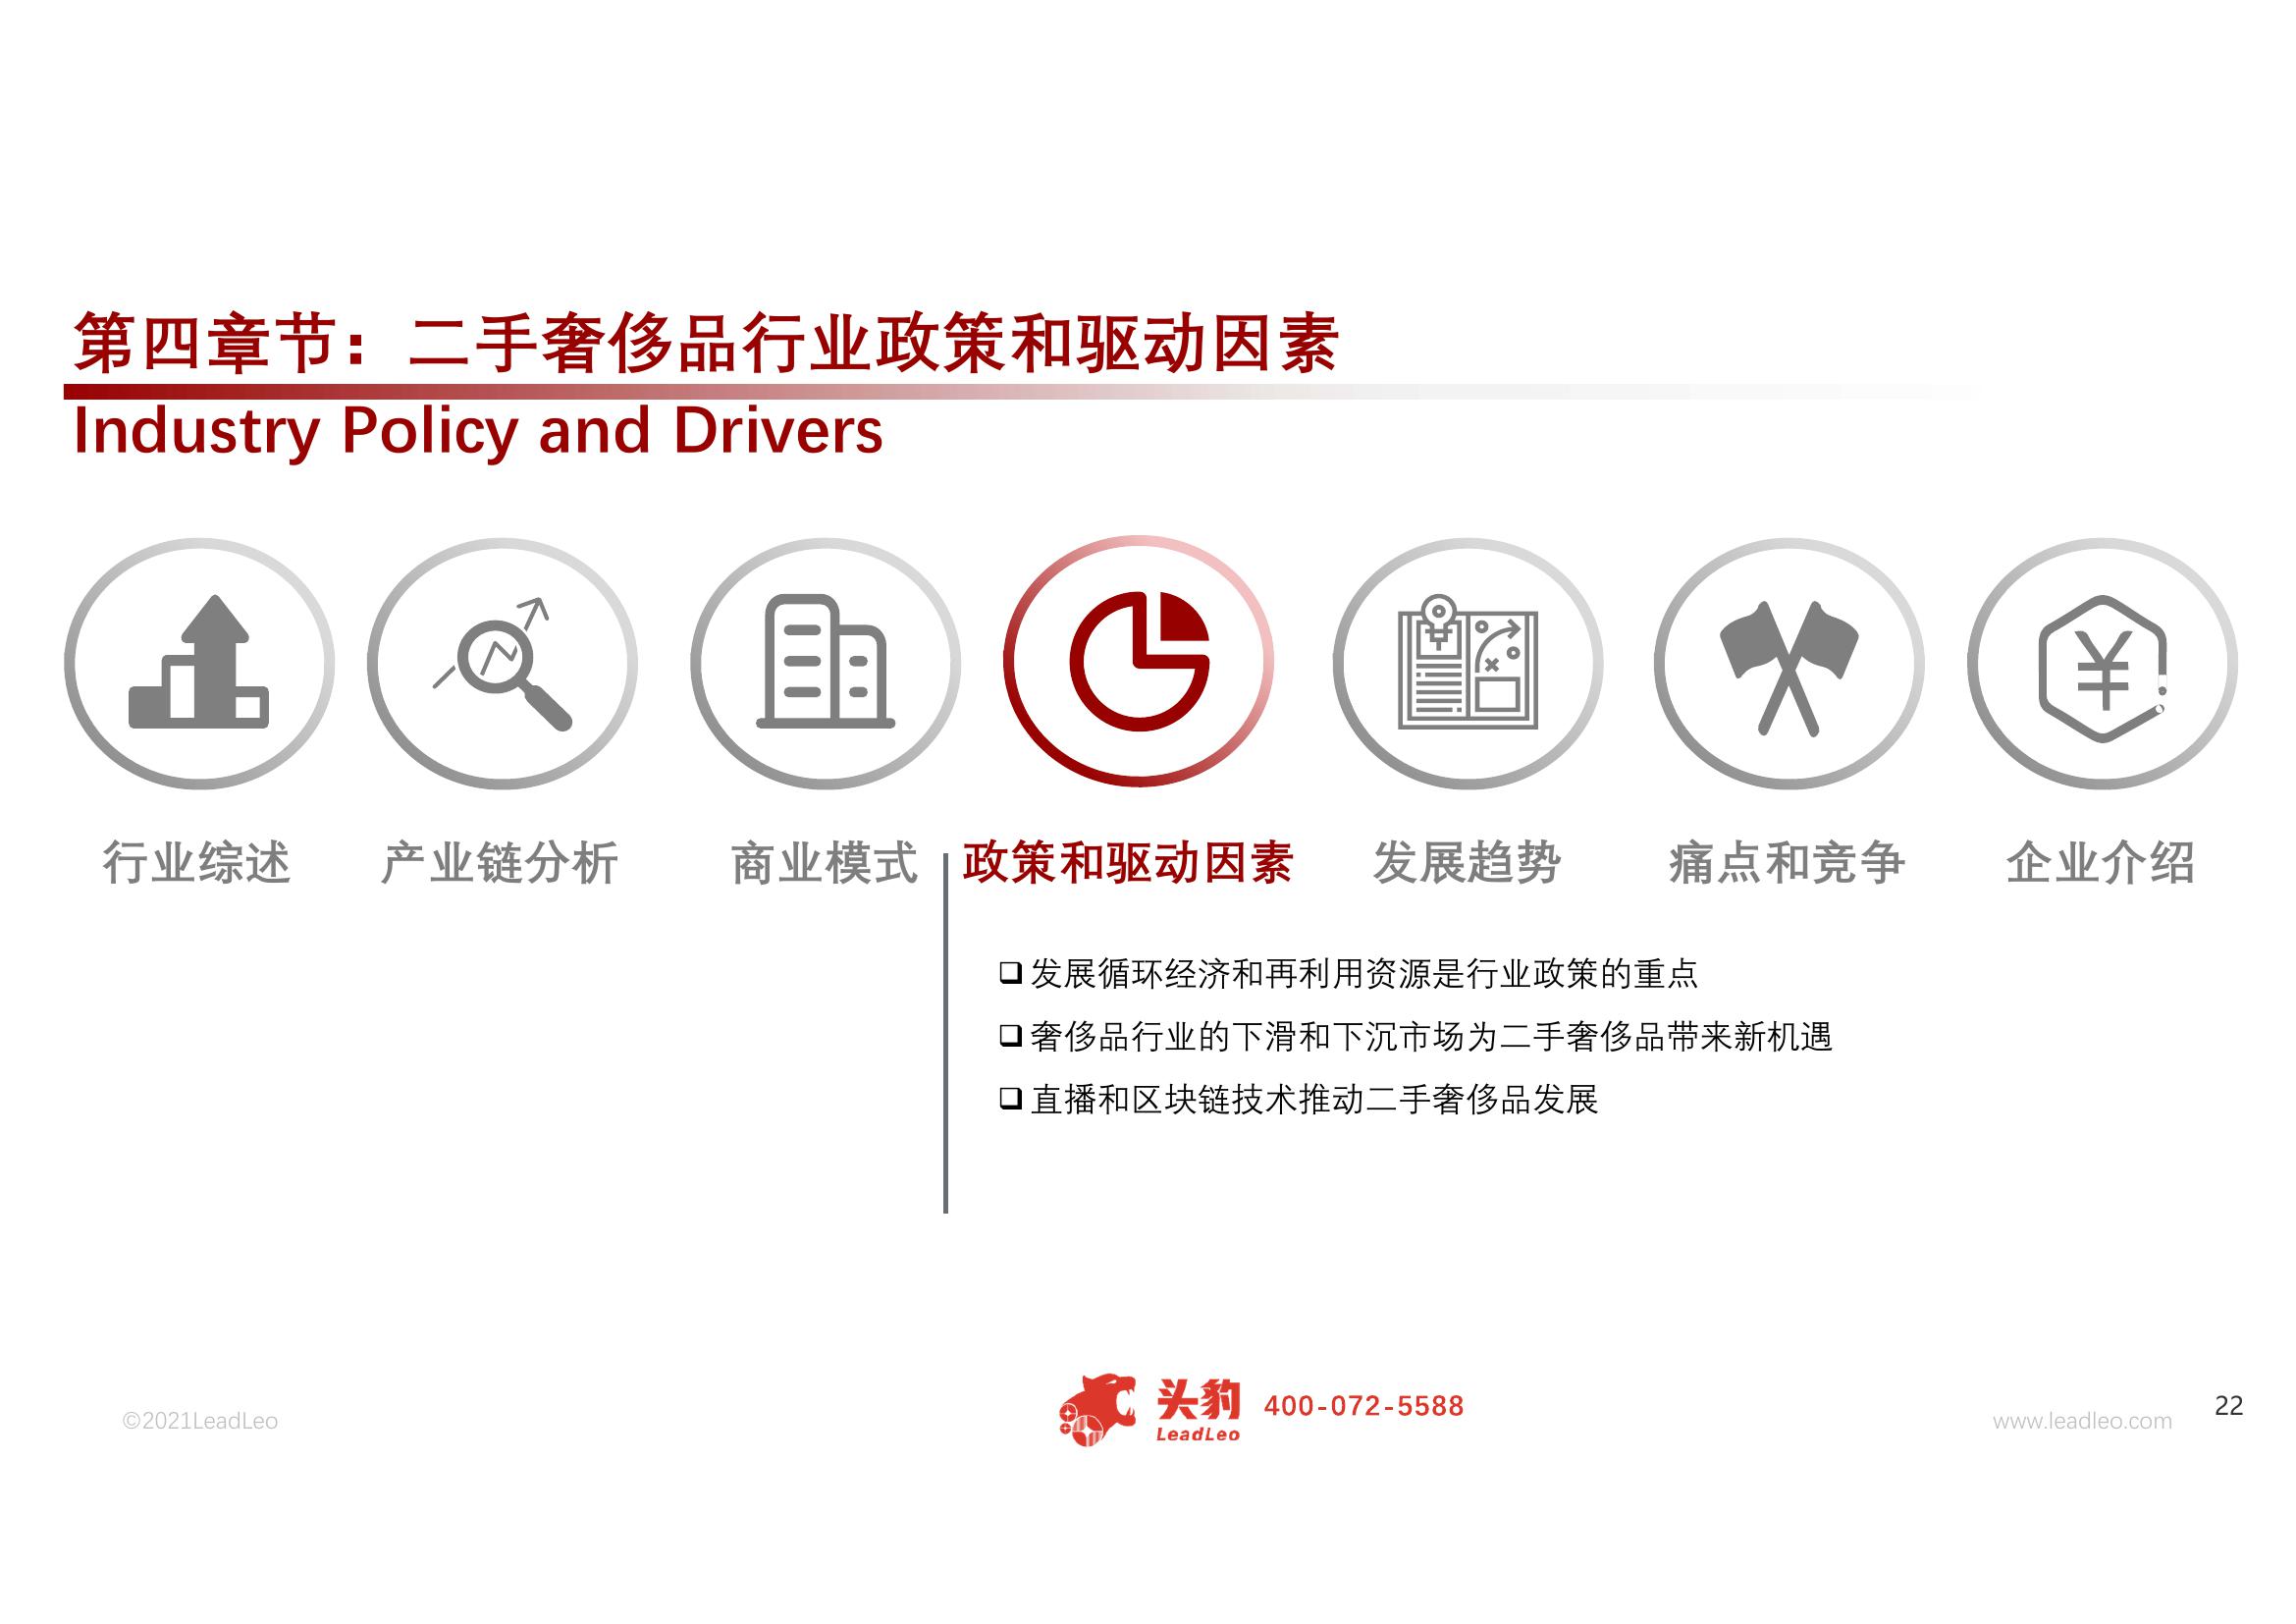 第四章节：二手奢侈品行业政策和驱动因素
Industry Policy and Drivers
¥
行业综述
产业链分析
商业模式
政策和驱动因素
发展趋势
痛点和竞争
企业介绍
❑发展循环经济和再利用资源是行业政策的重点
❑奢侈品行业的下滑和下沉市场为二手奢侈品带来新机遇
❑直播和区块链技术推动二手奢侈品发展
©2021LeadLeo
头豹
LeadLeo
400-072-5588
www.leadleo.com
22